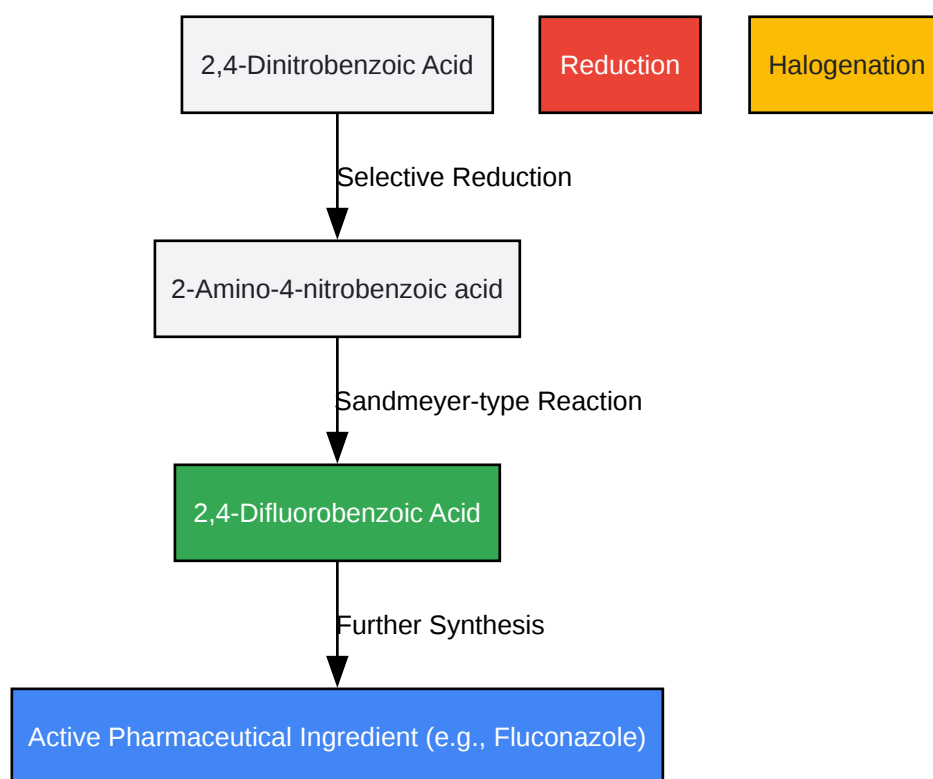 2,4-Dinitrobenzoic Acid
Reduction
Halogenation
Selective Reduction
2-Amino-4-nitrobenzoic acid
Sandmeyer-type Reaction
2,4-Difluorobenzoic Acid
Further Synthesis
Active Pharmaceutical Ingredient (e.g., Fluconazole)